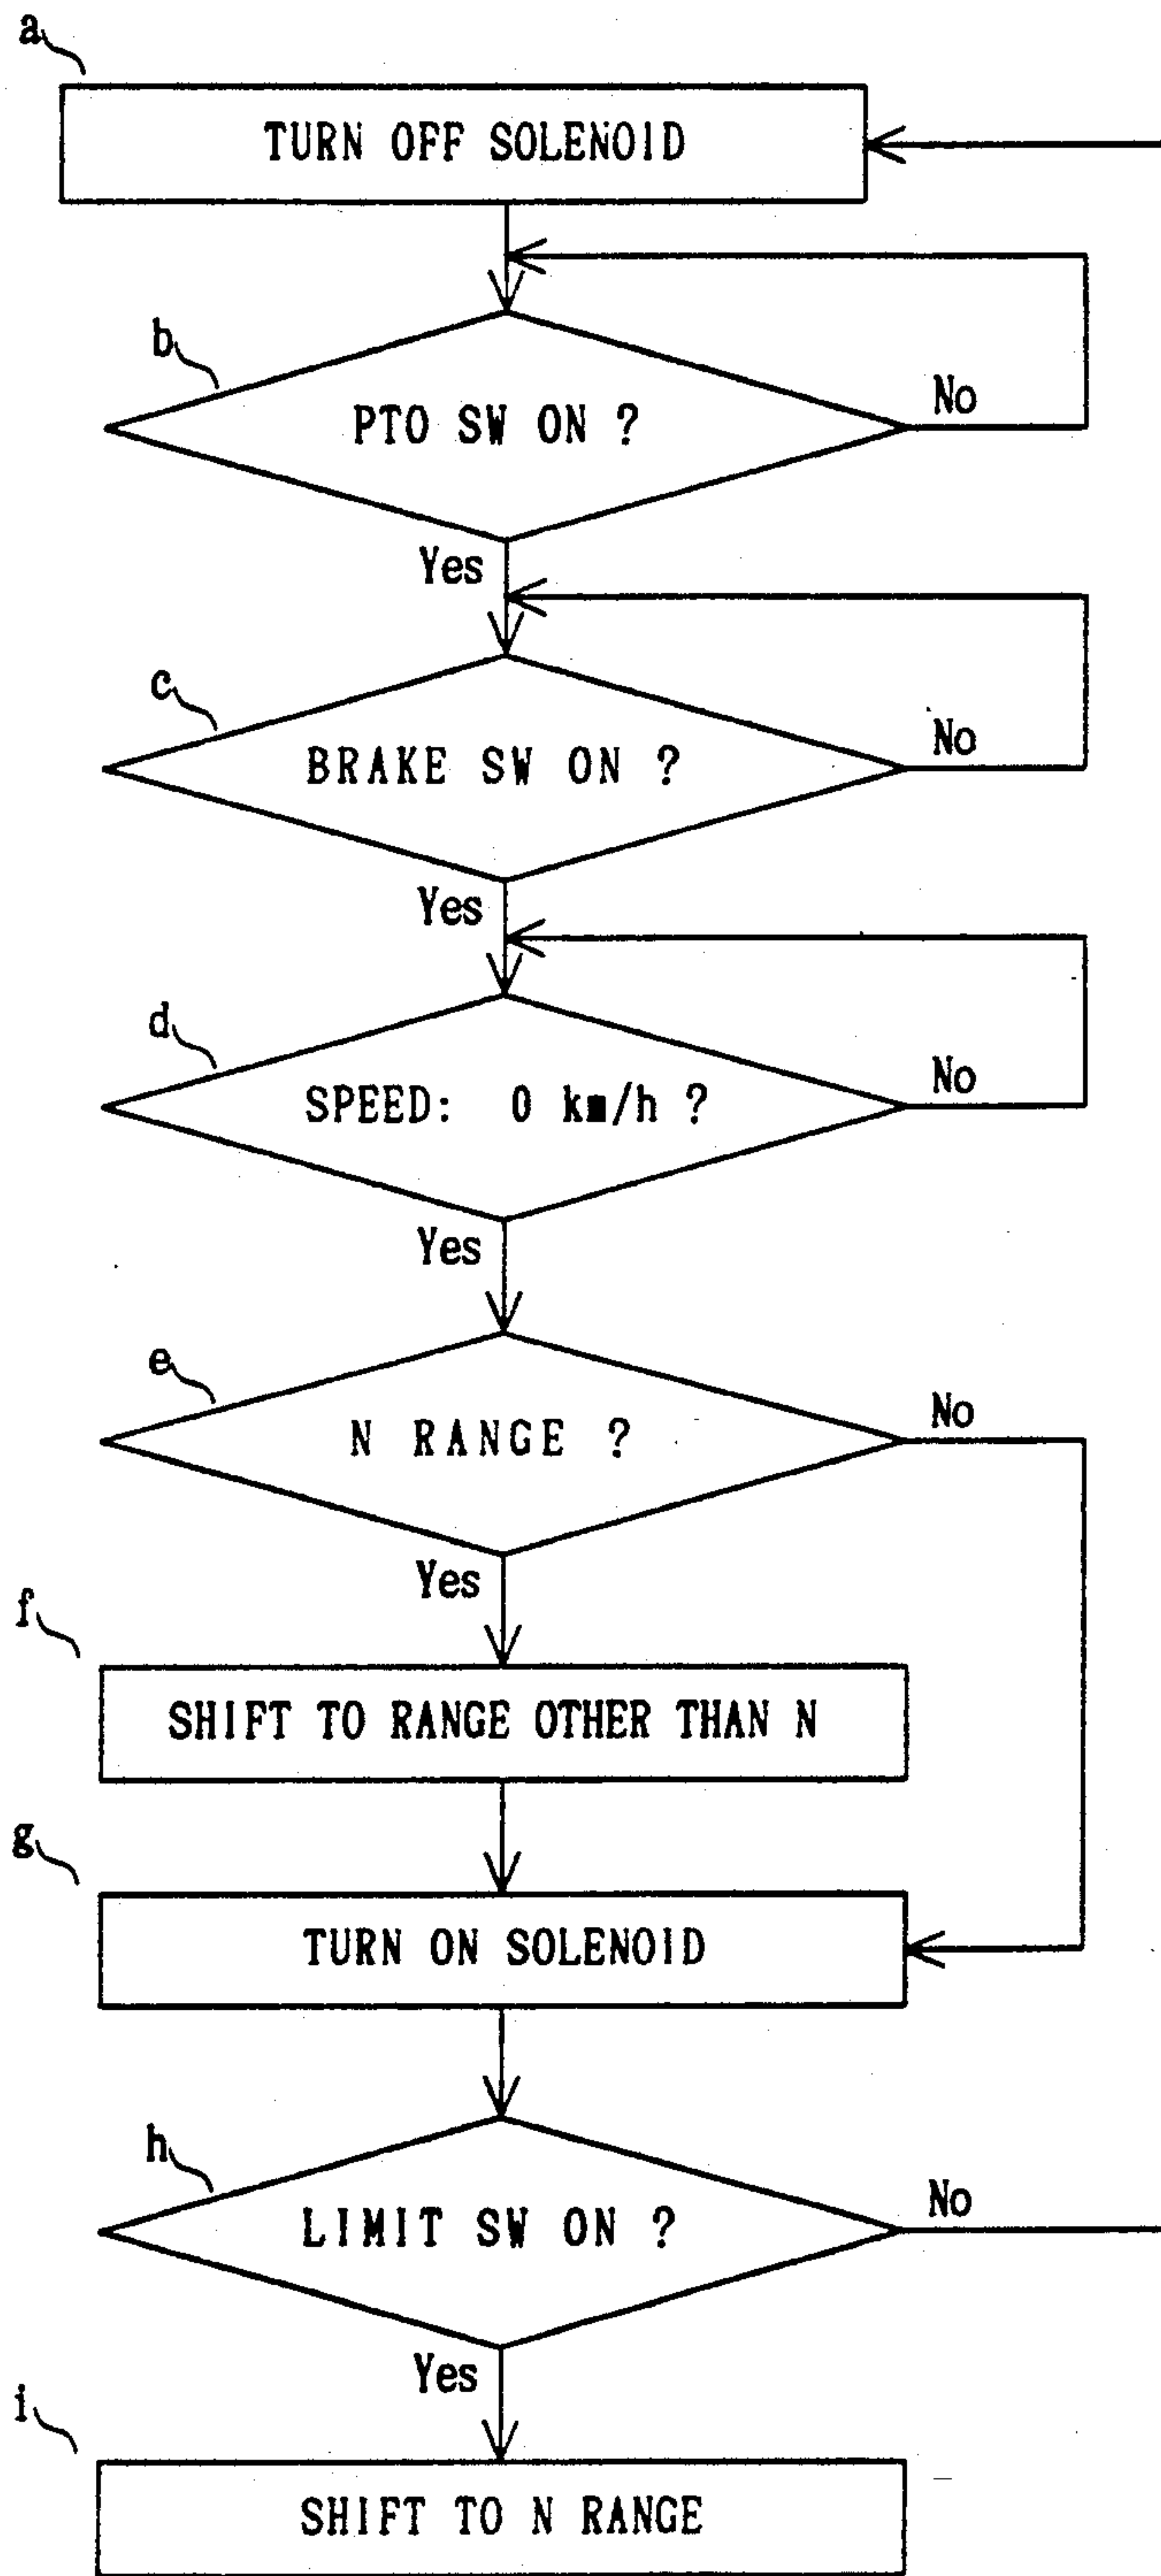 a
TURN OFF SOLENOID
b
PTO SW ON ?
No
Yes
c
BRAKE SW ON ?
No
Yes
d
SPEED: 0 km/h ?
No
Yes
e
N RANGE ?
No
Yes
f
SHIFT TO RANGE OTHER THAN N
g
TURN ON SOLENOID
h
LIMIT SW ON ?
No
Yes
i
SHIFT TO N RANGE